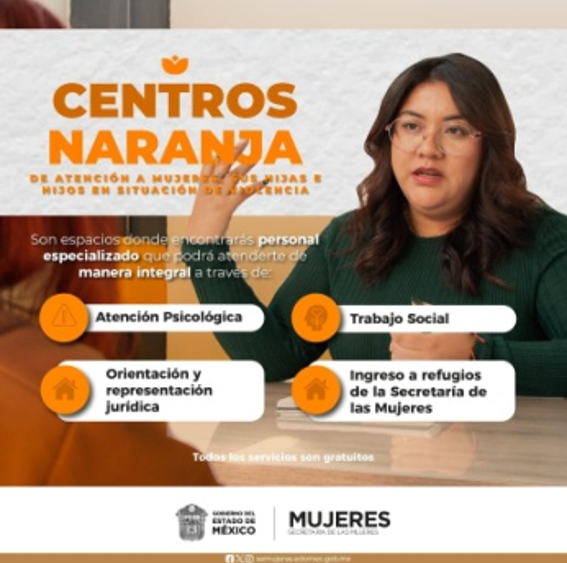 CENTROS
NARANJA
DE ATENCIÓN A MUJERES, SUS HIJAS E
HIJOS EN SITUACIÓN DE VIOLENCIA
Son espacios donde encontrarás personal
especializado que podrá atenderte de
manera integral a través de:
Atención Psicológica
Trabajo Social
Orientación y
representación
jurídica
Ingreso a refugios
de la Secretaría de
las Mujeres
Todos los servicios son gratuitos
GOBIERNO DEL
ESTADO DE
MÉXICO
MUJERES
SECRETARÍA DE LAS MUJERES
semujeres.edomex.gob.mx